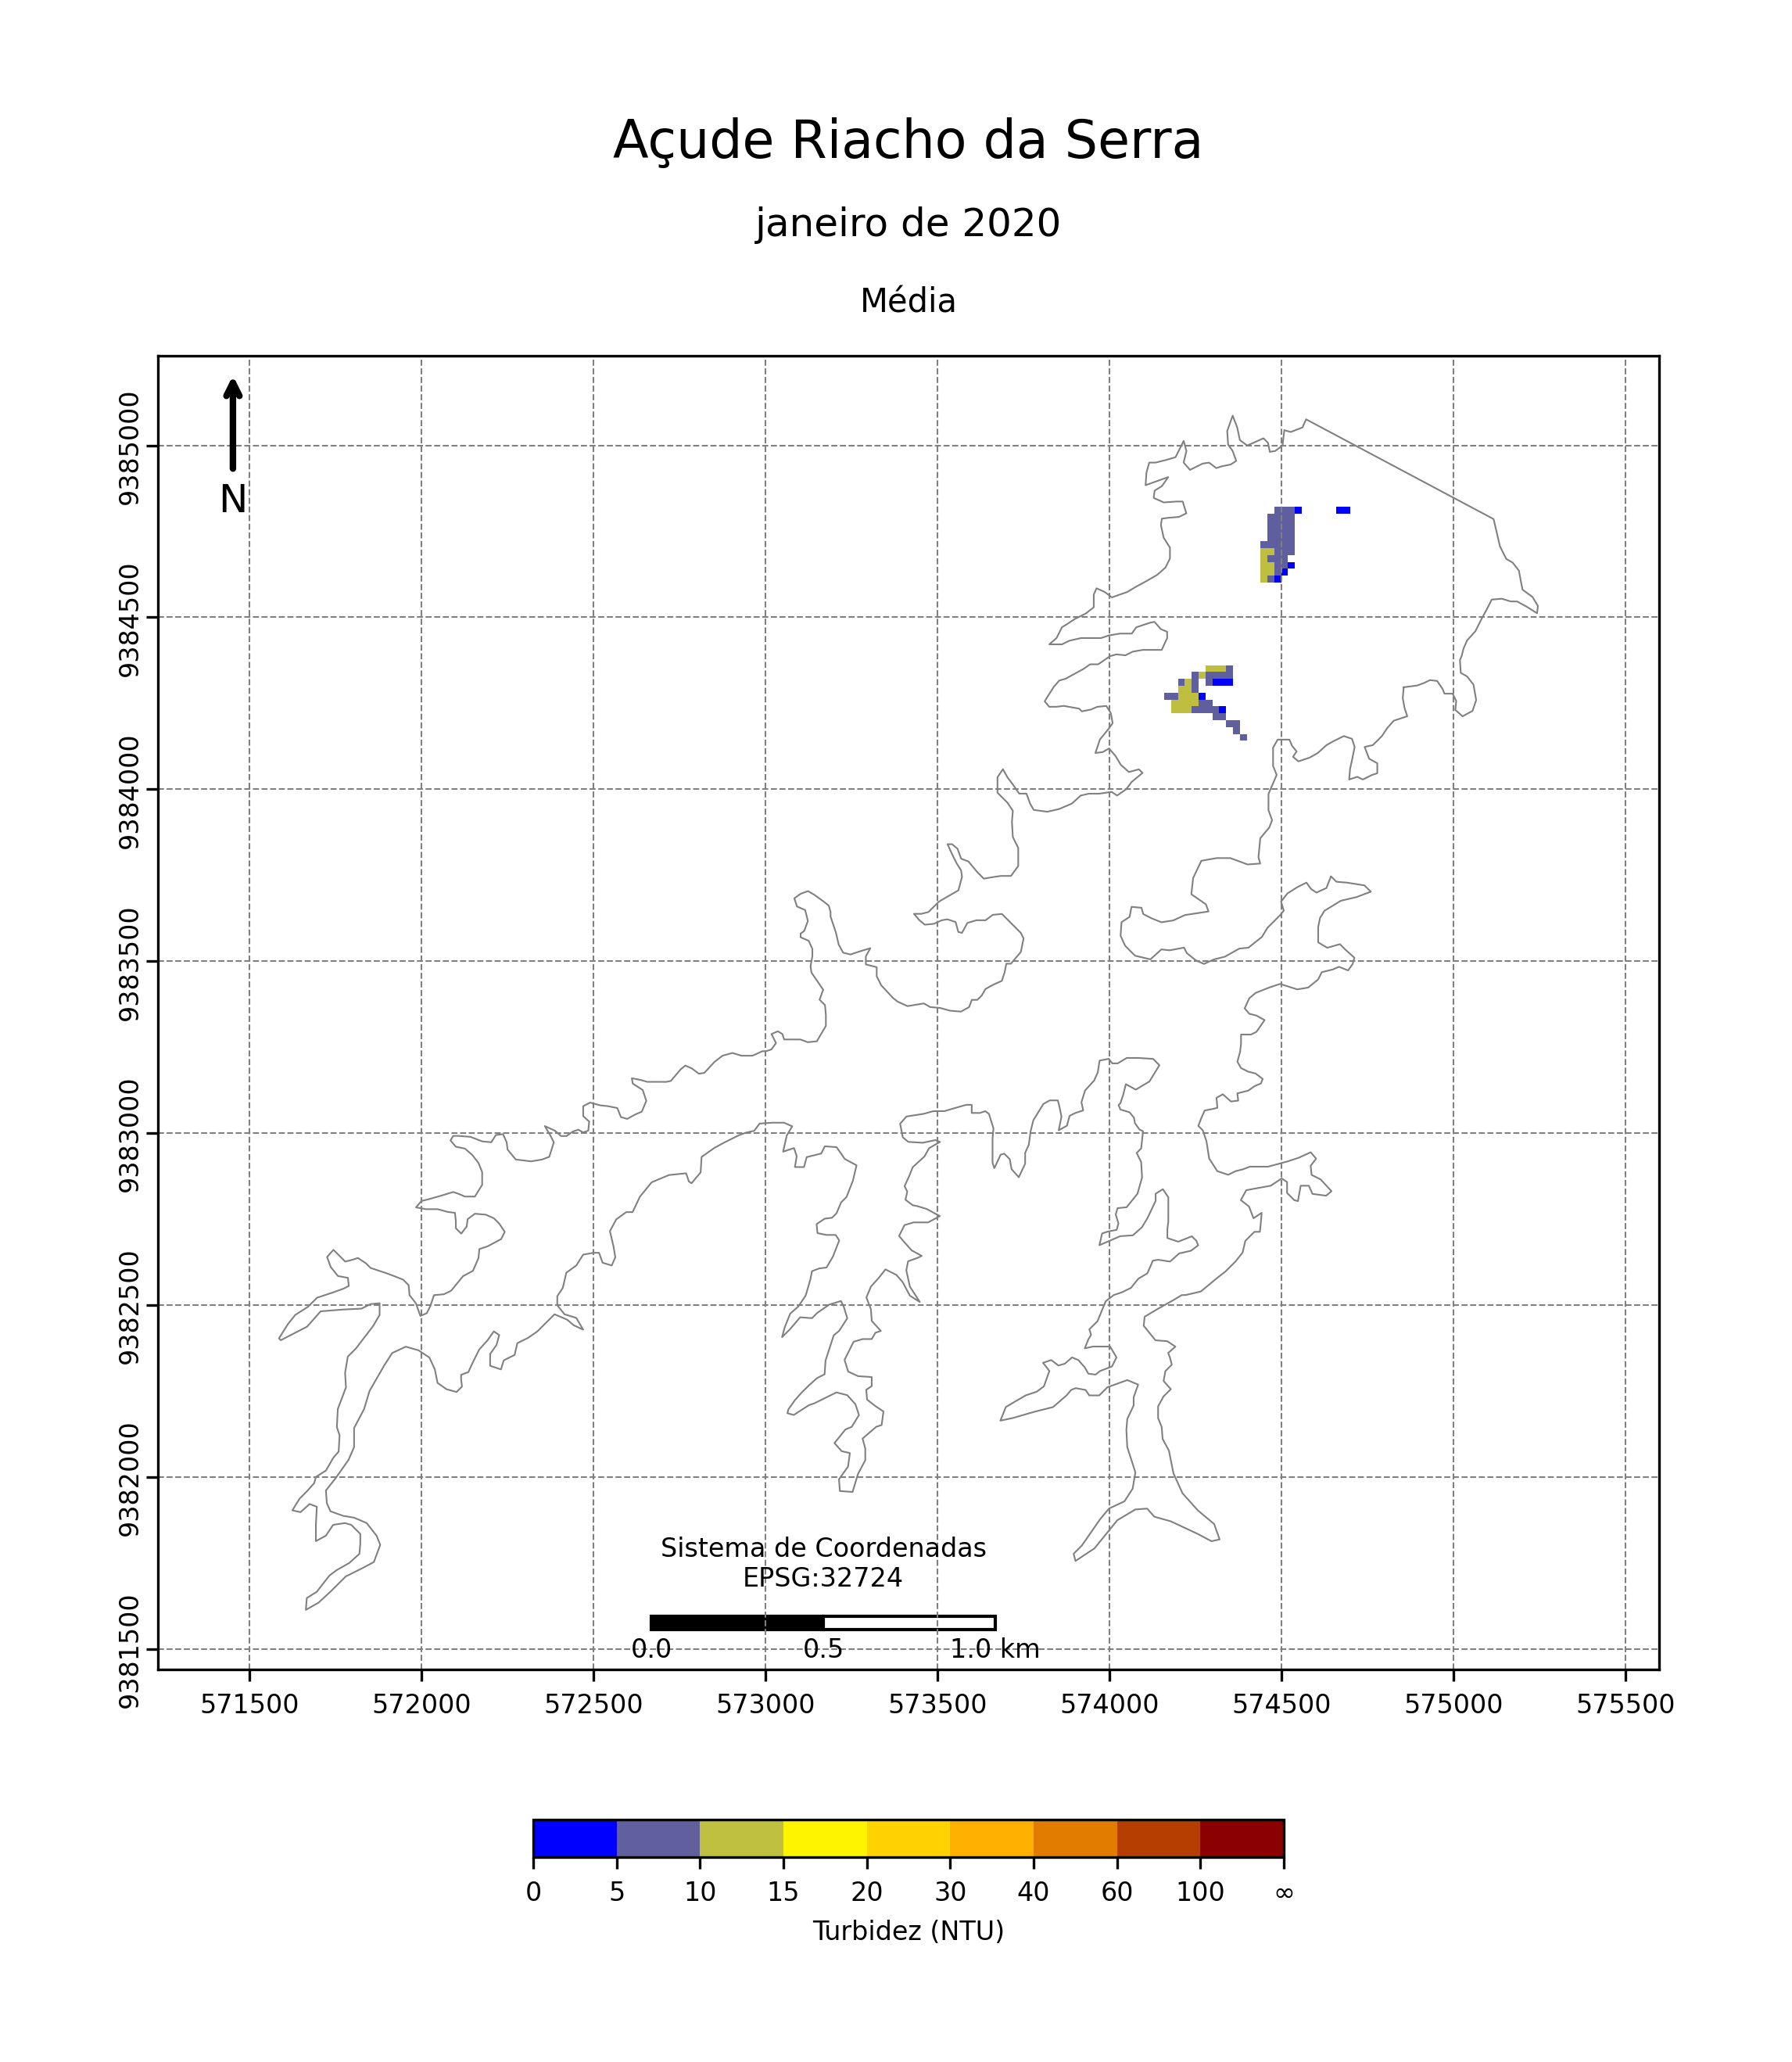 Açude Riacho da Serra
janeiro de 2020
Média
N
9385000
9384500
9384000
9383500
9383000
9382500
9382000
9381500
Sistema de Coordenadas
EPSG:32724
0.0 0.5 1.0 km
571500 572000 572500 573000 573500 574000 574500 575000 575500
0 5 10 15 20 30 40 60 100 ∞
Turbidez (NTU)